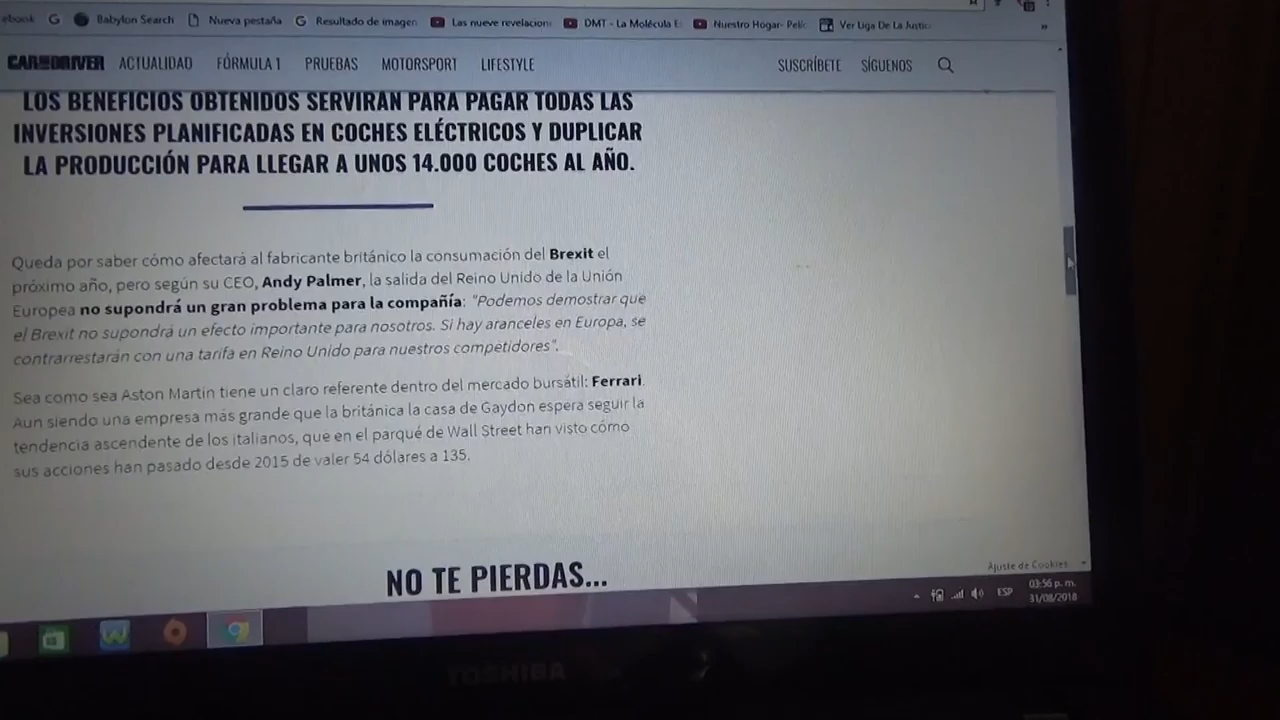 ebook G Babylon Search Nueva pestaña G Resultado de imagen Las nueve revelacion DMT - La Molécula E Nuestro Hogar- Pelíc Ver Liga De La Justic »
CAR AND DRIVER ACTUALIDAD FÓRMULA 1 PRUEBAS MOTORSPORT LIFESTYLE SUSCRÍBETE SÍGUENOS
LOS BENEFICIOS OBTENIDOS SERVIRÁN PARA PAGAR TODAS LAS
INVERSIONES PLANIFICADAS EN COCHES ELÉCTRICOS Y DUPLICAR
LA PRODUCCIÓN PARA LLEGAR A UNOS 14.000 COCHES AL AÑO.
Queda por saber cómo afectará al fabricante británico la consumación del Brexit el
próximo año, pero según su CEO, Andy Palmer, la salida del Reino Unido de la Unión
Europea no supondrá un gran problema para la compañía: "Podemos demostrar que
el Brexit no supondrá un efecto importante para nosotros. Si hay aranceles en Europa, se
contrarrestarán con una tarifa en Reino Unido para nuestros competidores".
Sea como sea Aston Martin tiene un claro referente dentro del mercado bursátil: Ferrari.
Aun siendo una empresa más grande que la británica la casa de Gaydon espera seguir la
tendencia ascendente de los italianos, que en el parqué de Wall Street han visto cómo
sus acciones han pasado desde 2015 de valer 54 dólares a 135.
NO TE PIERDAS...
Ajuste de Cookies
ESP
03:56 p. m.
31/08/2018
TOSHIBA